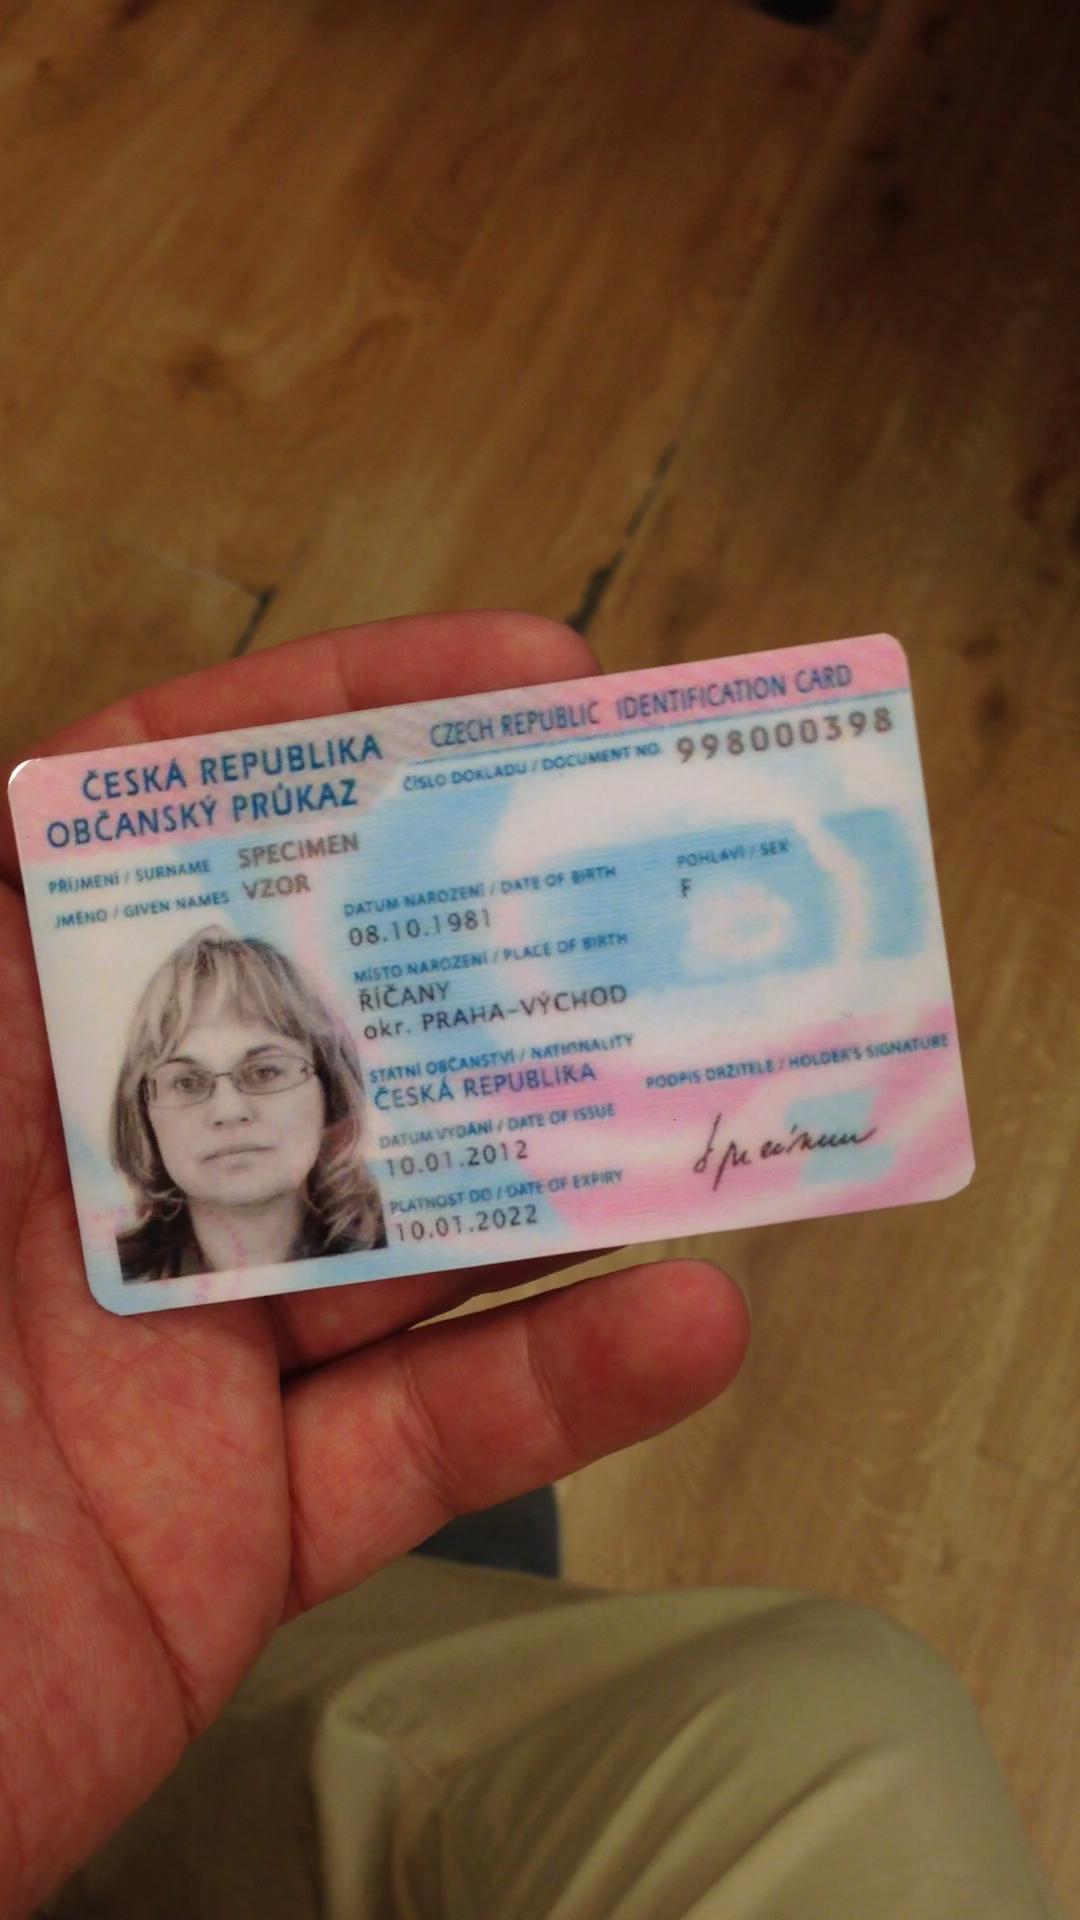 ČESKÁ REPUBLIKA
OBČANSKÝ PRŮKAZ
CZECH REPUBLIC IDENTIFICATION CARD
ČÍSLO DOKLADU / DOCUMENT NO. 998000398
PŘÍJMENÍ / SURNAME SPECIMEN
JMÉNO / GIVEN NAMES VZOR
DATUM NAROZENÍ / DATE OF BIRTH
08.10.1981
POHLAVÍ / SEX
F
MÍSTO NAROZENÍ / PLACE OF BIRTH
ŘÍČANY
okr. PRAHA-VÝCHOD
STÁTNÍ OBČANSTVÍ / NATIONALITY
ČESKÁ REPUBLIKA
DATUM VYDÁNÍ / DATE OF ISSUE
10.01.2012
PLATNOST DO / DATE OF EXPIRY
10.01.2022
PODPIS DRŽITELE / HOLDER'S SIGNATURE
Specimen